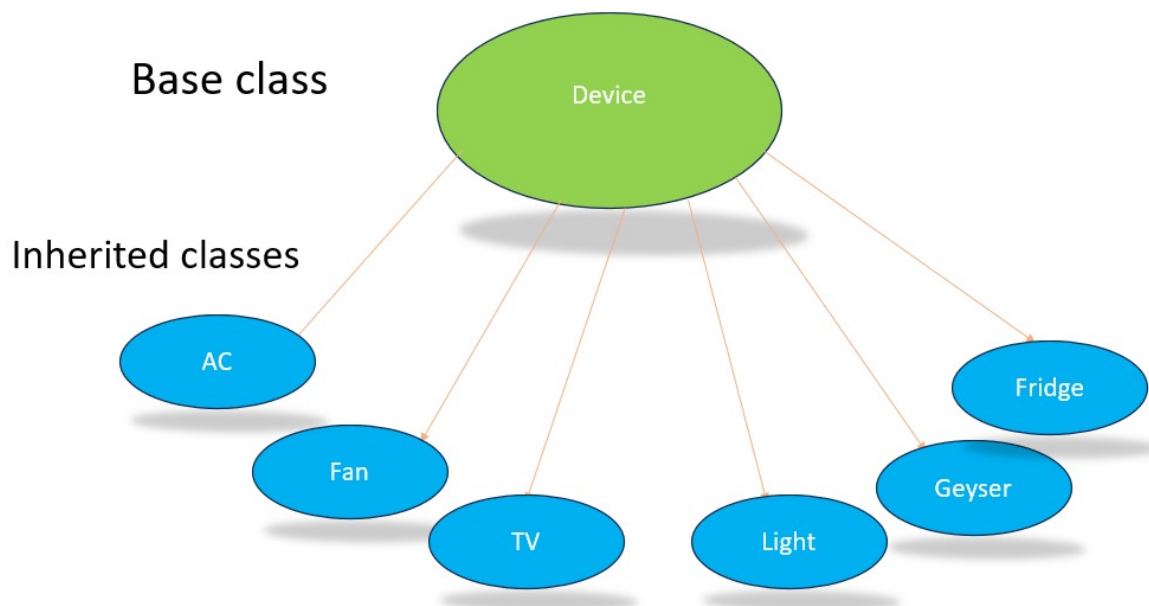 Base class
Device
Inherited classes
AC
Fan
TV
Light
Geyser
Fridge